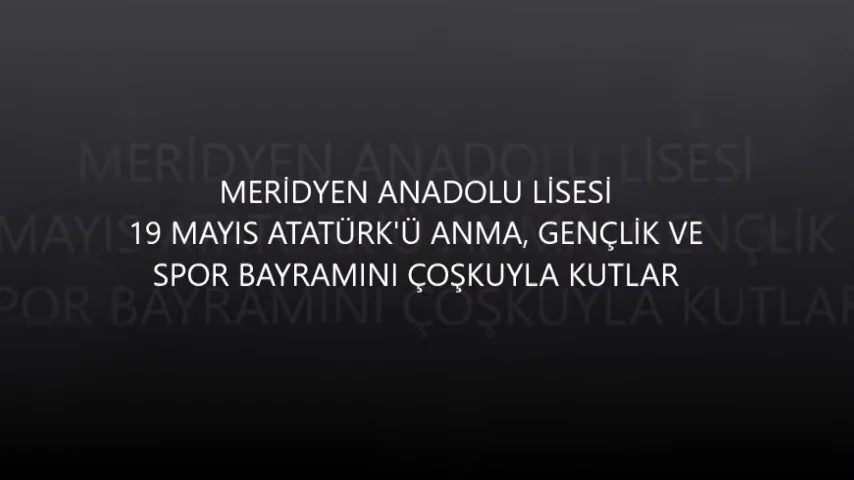 MERİDYEN ANADOLU LİSESİ
19 MAYIS ATATÜRK'Ü ANMA, GENÇLİK VE
SPOR BAYRAMINI ÇOŞKUYLA KUTLAR